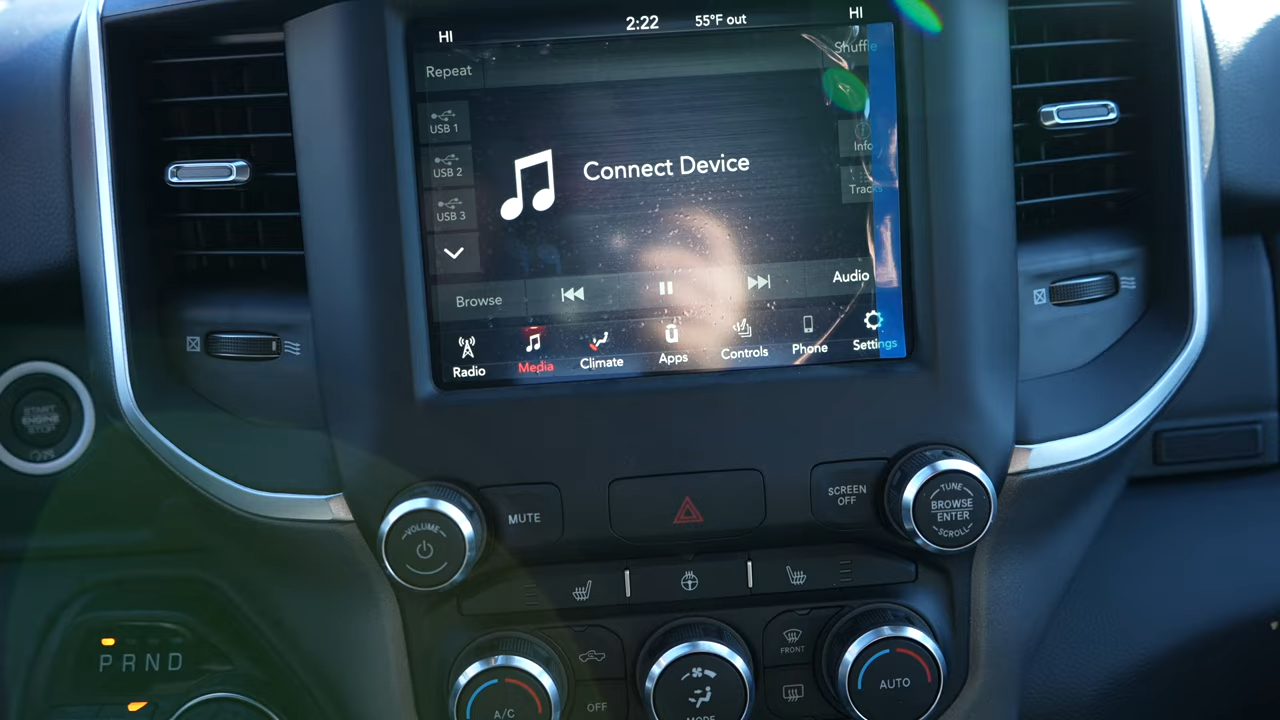 HI 2:22 55°F out HI
Repeat
Shuffle
USB 1
USB 2
USB 3
Connect Device
Info
Tracks
Browse
Audio
Radio
Media
Climate
Apps
Controls
Phone
Settings
START
ENGINE
STOP
VOLUME
MUTE
SCREEN
OFF
TUNE
BROWSE
ENTER
SCROLL
P R N D
FRONT
A/C
OFF
MODE
AUTO